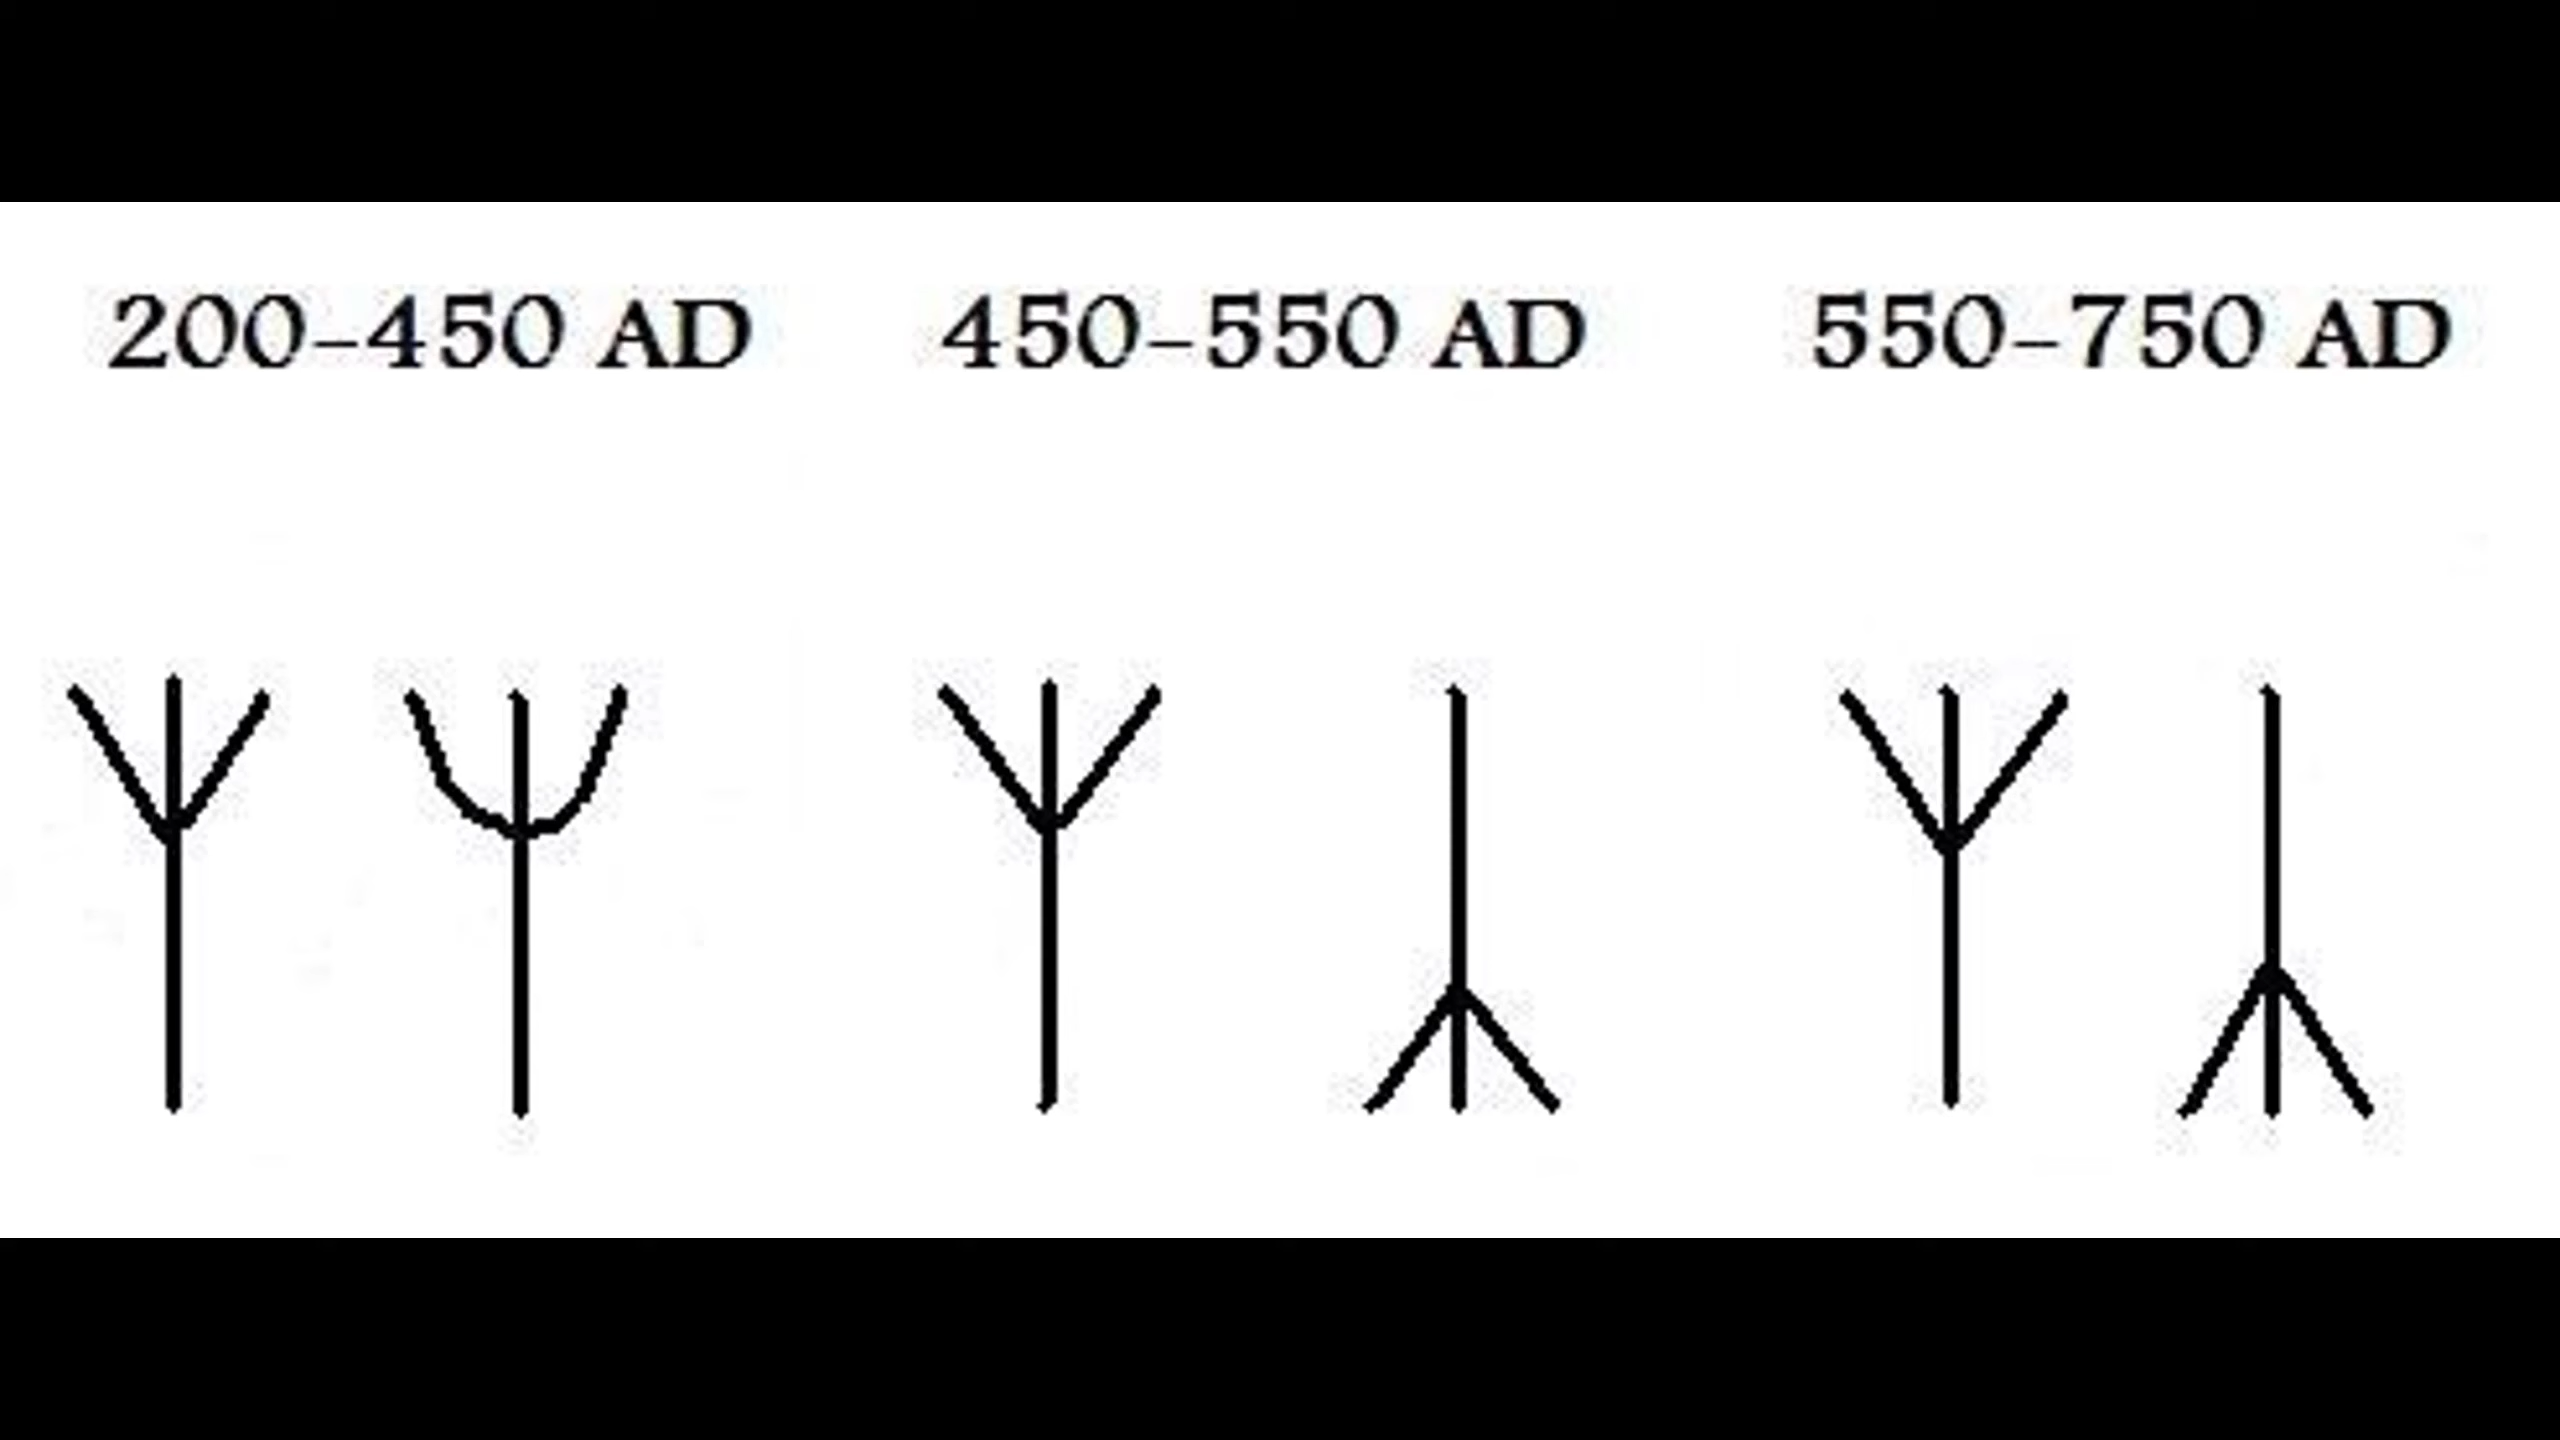 200–450 AD 450–550 AD 550–750 AD
ᛉ ᛉ ᛉ ᛦ ᛉ ᛦ